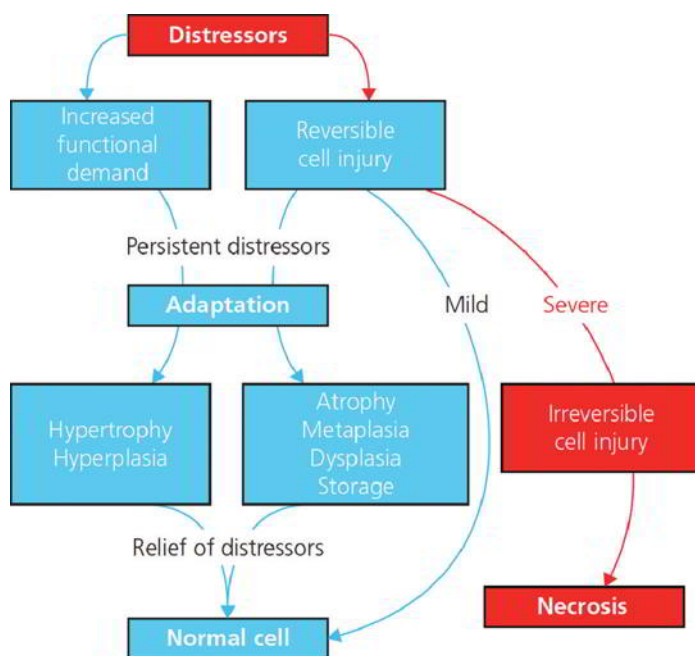 Distressors
Increased
functional
demand
Reversible
cell injury
Persistent distressors
Adaptation
Mild
Severe
Hypertrophy
Hyperplasia
Atrophy
Metaplasia
Dysplasia
Storage
Irreversible
cell injury
Relief of distressors
Normal cell
Necrosis